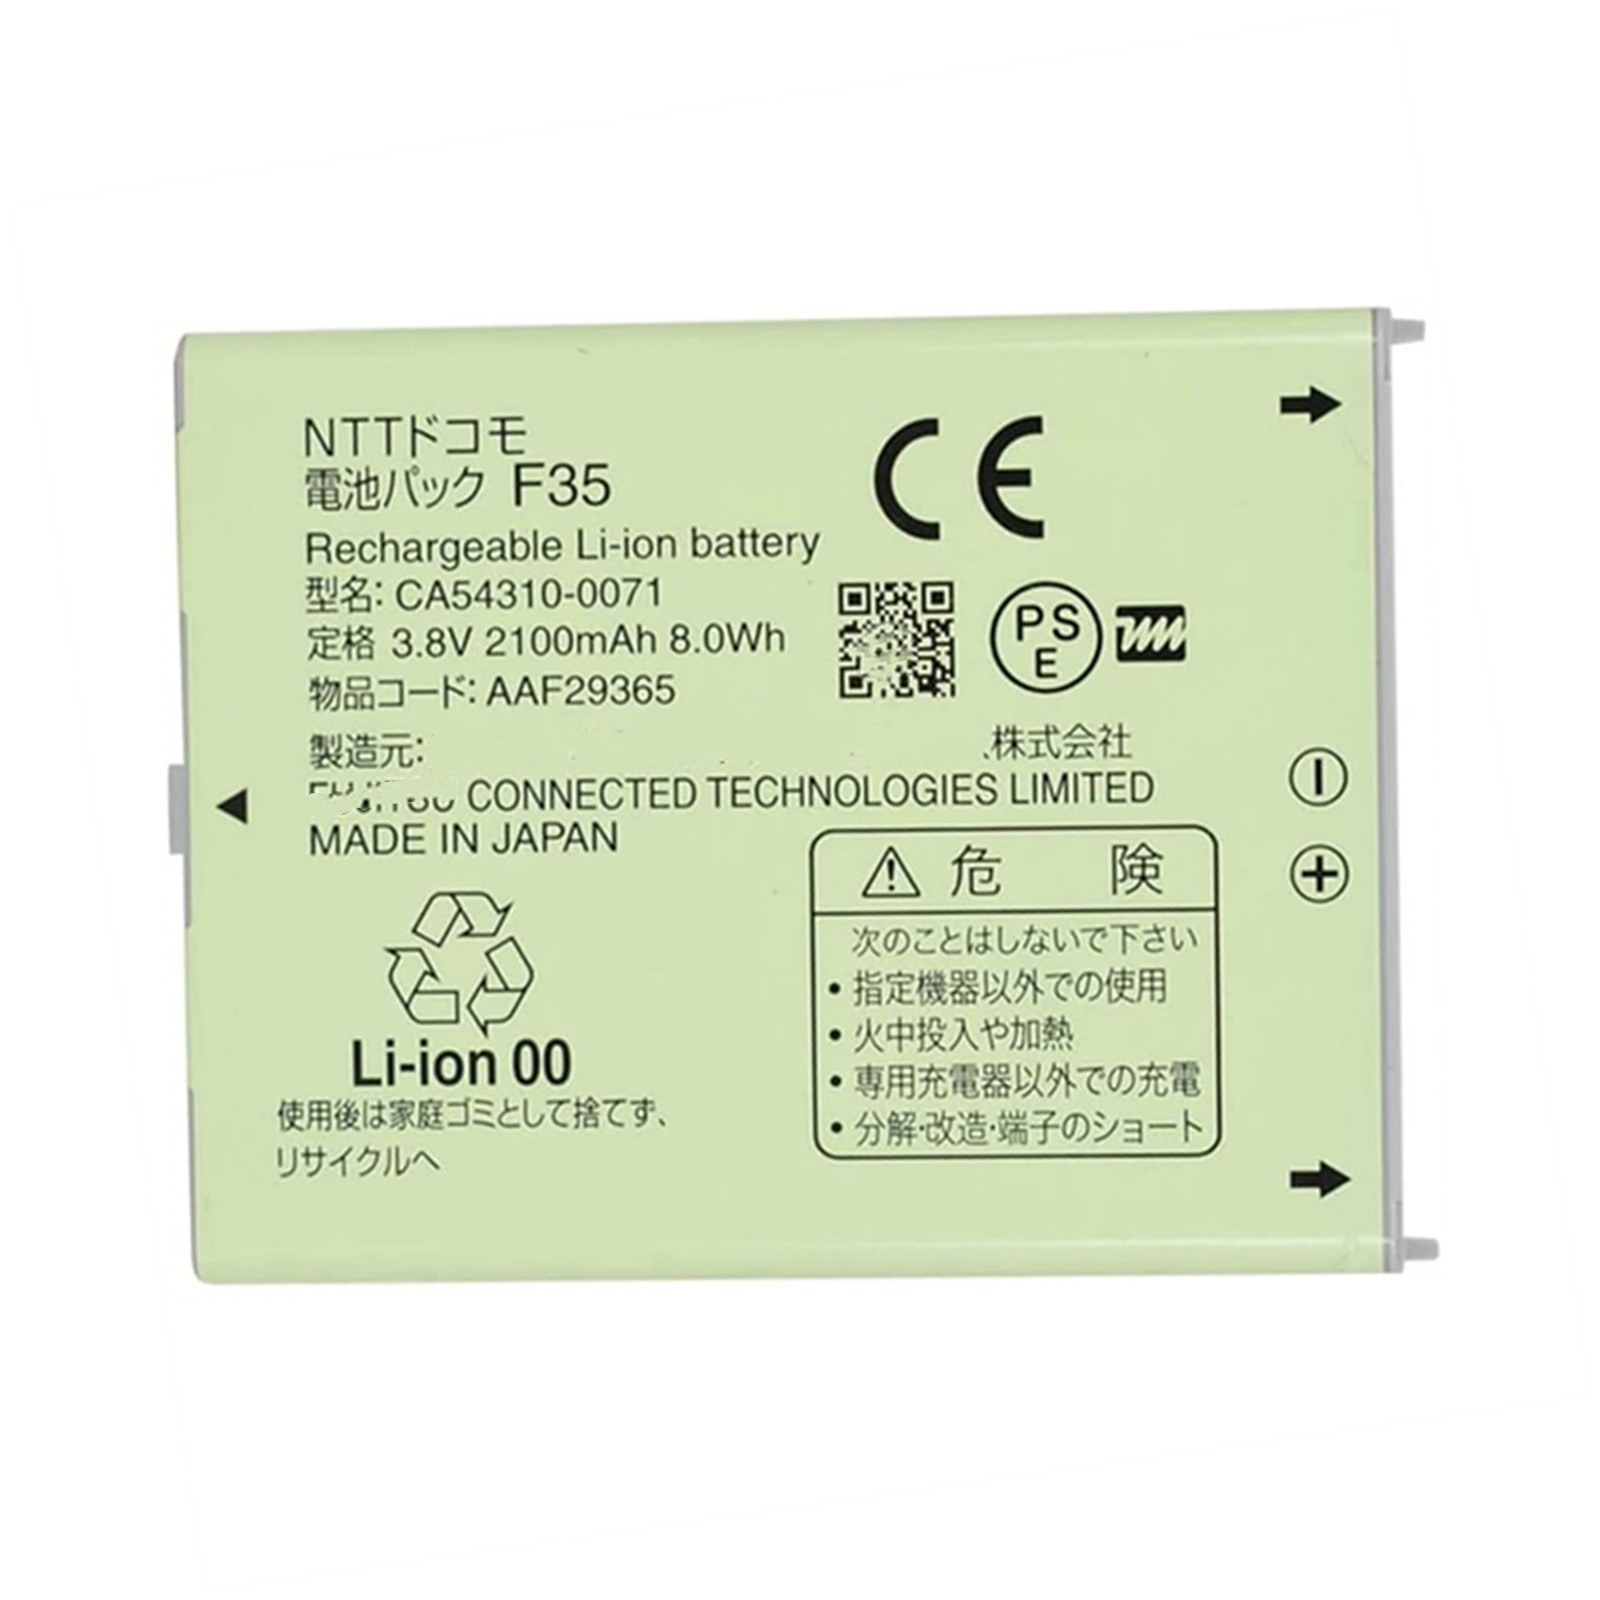 NTTドコモ
電池パック F35
Rechargeable Li-ion battery
型名: CA54310-0071
定格 3.8V 2100mAh 8.0Wh
物品コード: AAF29365
製造元:
株式会社
CONNECTED TECHNOLOGIES LIMITED
MADE IN JAPAN
CE
PS
E
Li-ion 00
使用後は家庭ゴミとして捨てず、
リサイクルへ
危 険
次のことはしないで下さい
・指定機器以外での使用
・火中投入や加熱
・専用充電器以外での充電
・分解・改造・端子のショート